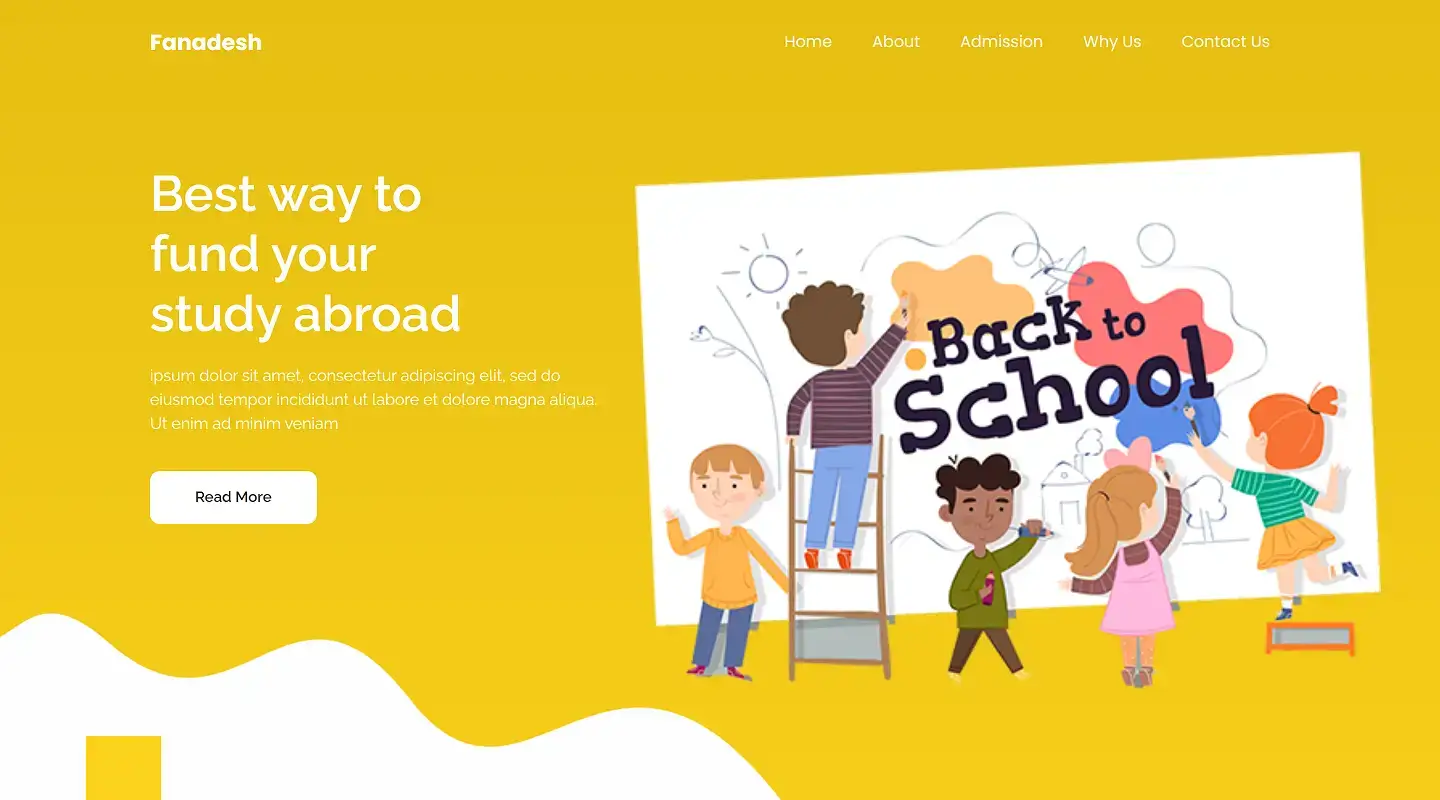 Fanadesh
Home About Admission Why Us Contact Us
Best way to
fund your
study abroad
ipsum dolor sit amet, consectetur adipiscing elit, sed do
eiusmod tempor incididunt ut labore et dolore magna aliqua.
Ut enim ad minim veniam
Read More
Back to
School